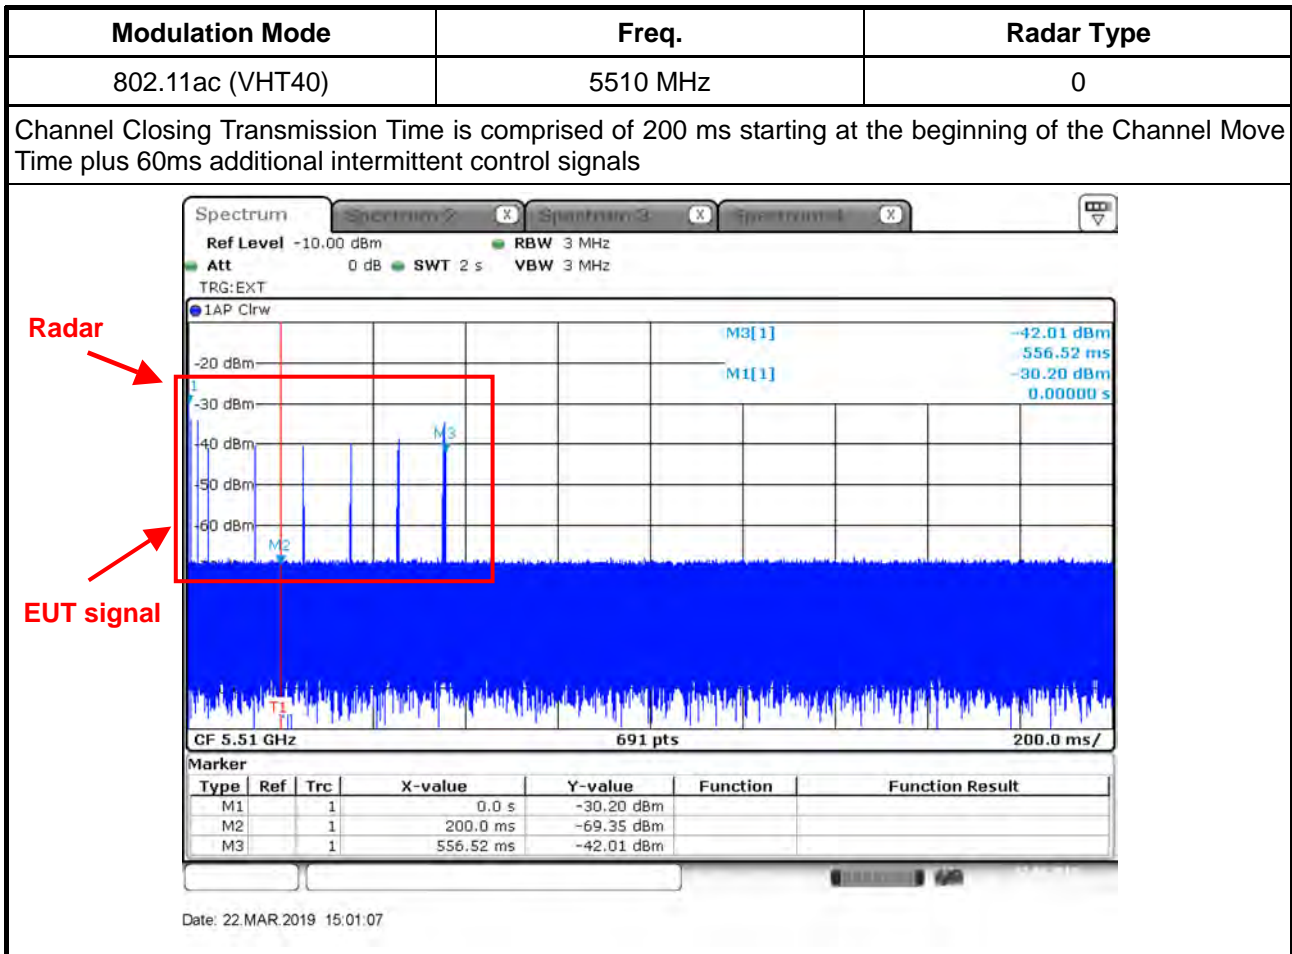 Modulation Mode
Freq.
Radar Type
802.11ac (VHT40)
5510 MHz
0
Channel Closing Transmission Time is comprised of 200 ms starting at the beginning of the Channel Move
Time plus 60ms additional intermittent control signals
Spectrum
Spectrum 2 X
Spectrum 3 X
Spectrum 4 X
Ref Level -10.00 dBm
RBW 3 MHz
Att 0 dB
SWT 2 s
VBW 3 MHz
TRG:EXT
1AP Clrw
Radar
EUT signal
M3[1] -42.01 dBm
556.52 ms
M1[1] -30.20 dBm
0.00000 s
-20 dBm
1
-30 dBm
M3
-40 dBm
-50 dBm
-60 dBm
M2
T1
CF 5.51 GHz
691 pts
200.0 ms/
Marker
Type Ref Trc X-value Y-value Function Function Result
M1 1 0.0 s -30.20 dBm
M2 1 200.0 ms -69.35 dBm
M3 1 556.52 ms -42.01 dBm
Date: 22.MAR.2019 15:01:07